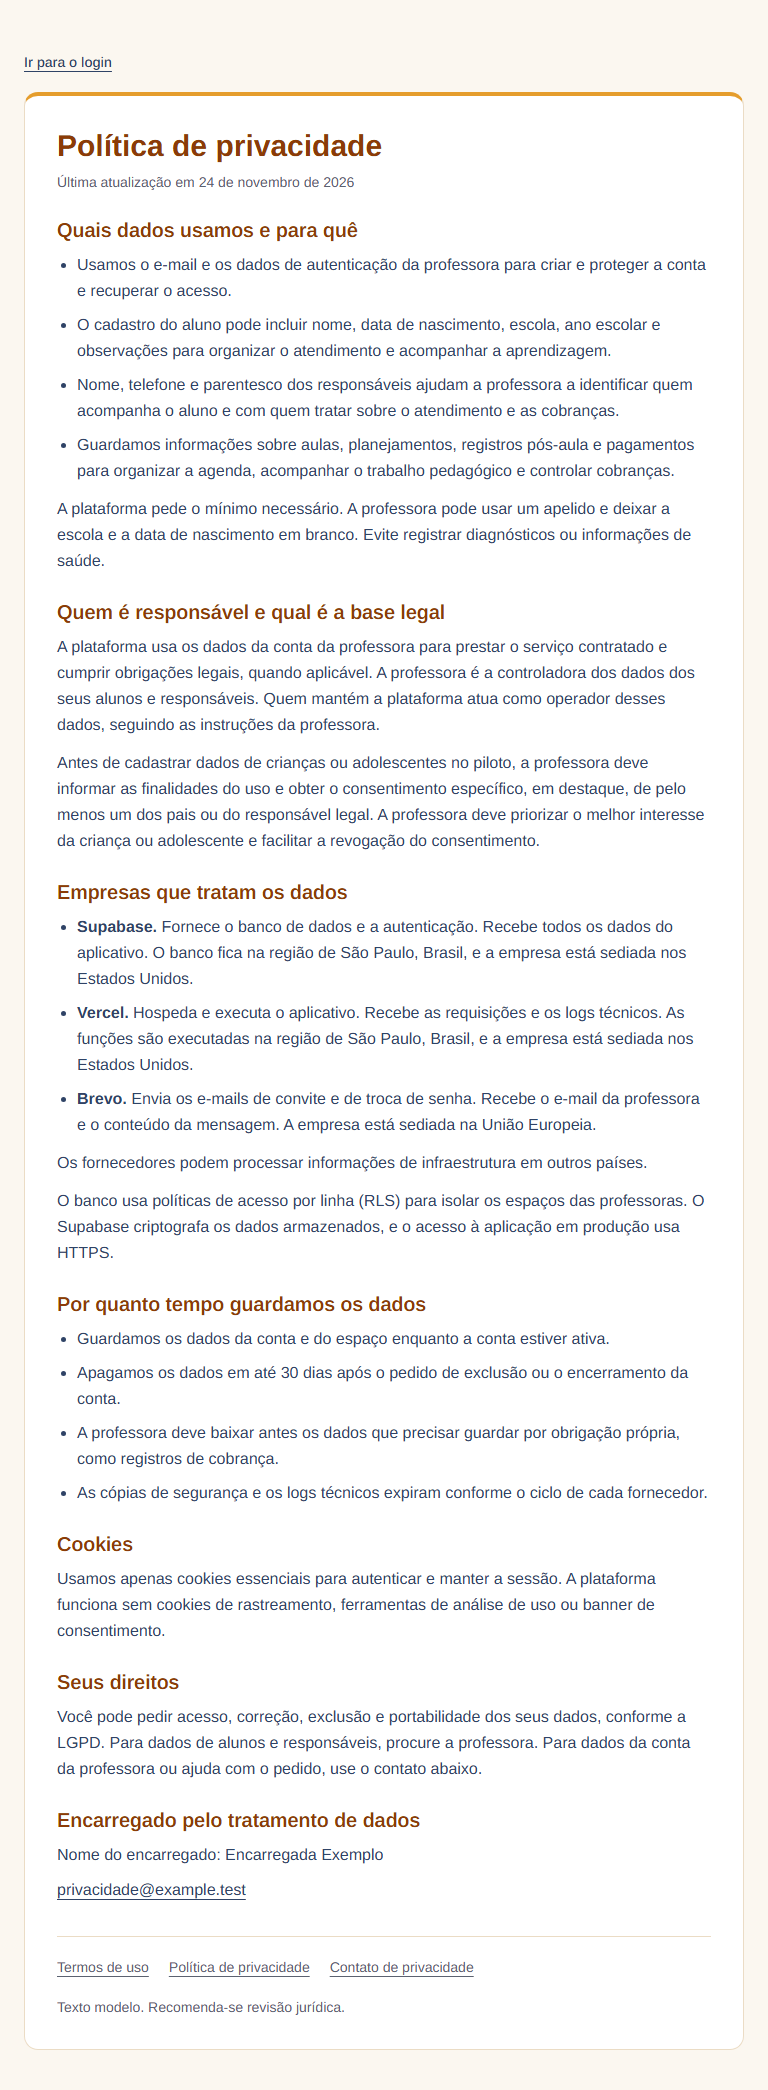 Ir para o login
Política de privacidade
Última atualização em 24 de novembro de 2026
Quais dados usamos e para quê
Usamos o e-mail e os dados de autenticação da professora para criar e proteger a conta
e recuperar o acesso.
O cadastro do aluno pode incluir nome, data de nascimento, escola, ano escolar e
observações para organizar o atendimento e acompanhar a aprendizagem.
Nome, telefone e parentesco dos responsáveis ajudam a professora a identificar quem
acompanha o aluno e com quem tratar sobre o atendimento e as cobranças.
Guardamos informações sobre aulas, planejamentos, registros pós-aula e pagamentos
para organizar a agenda, acompanhar o trabalho pedagógico e controlar cobranças.
A plataforma pede o mínimo necessário. A professora pode usar um apelido e deixar a
escola e a data de nascimento em branco. Evite registrar diagnósticos ou informações de
saúde.
Quem é responsável e qual é a base legal
A plataforma usa os dados da conta da professora para prestar o serviço contratado e
cumprir obrigações legais, quando aplicável. A professora é a controladora dos dados dos
seus alunos e responsáveis. Quem mantém a plataforma atua como operador desses
dados, seguindo as instruções da professora.
Antes de cadastrar dados de crianças ou adolescentes no piloto, a professora deve
informar as finalidades do uso e obter o consentimento específico, em destaque, de pelo
menos um dos pais ou do responsável legal. A professora deve priorizar o melhor interesse
da criança ou adolescente e facilitar a revogação do consentimento.
Empresas que tratam os dados
Supabase. Fornece o banco de dados e a autenticação. Recebe todos os dados do
aplicativo. O banco fica na região de São Paulo, Brasil, e a empresa está sediada nos
Estados Unidos.
Vercel. Hospeda e executa o aplicativo. Recebe as requisições e os logs técnicos. As
funções são executadas na região de São Paulo, Brasil, e a empresa está sediada nos
Estados Unidos.
Brevo. Envia os e-mails de convite e de troca de senha. Recebe o e-mail da professora
e o conteúdo da mensagem. A empresa está sediada na União Europeia.
Os fornecedores podem processar informações de infraestrutura em outros países.
O banco usa políticas de acesso por linha (RLS) para isolar os espaços das professoras. O
Supabase criptografa os dados armazenados, e o acesso à aplicação em produção usa
HTTPS.
Por quanto tempo guardamos os dados
Guardamos os dados da conta e do espaço enquanto a conta estiver ativa.
Apagamos os dados em até 30 dias após o pedido de exclusão ou o encerramento da
conta.
A professora deve baixar antes os dados que precisar guardar por obrigação própria,
como registros de cobrança.
As cópias de segurança e os logs técnicos expiram conforme o ciclo de cada fornecedor.
Cookies
Usamos apenas cookies essenciais para autenticar e manter a sessão. A plataforma
funciona sem cookies de rastreamento, ferramentas de análise de uso ou banner de
consentimento.
Seus direitos
Você pode pedir acesso, correção, exclusão e portabilidade dos seus dados, conforme a
LGPD. Para dados de alunos e responsáveis, procure a professora. Para dados da conta
da professora ou ajuda com o pedido, use o contato abaixo.
Encarregado pelo tratamento de dados
Nome do encarregado: Encarregada Exemplo
privacidade@example.test
Termos de uso Política de privacidade Contato de privacidade
Texto modelo. Recomenda-se revisão jurídica.